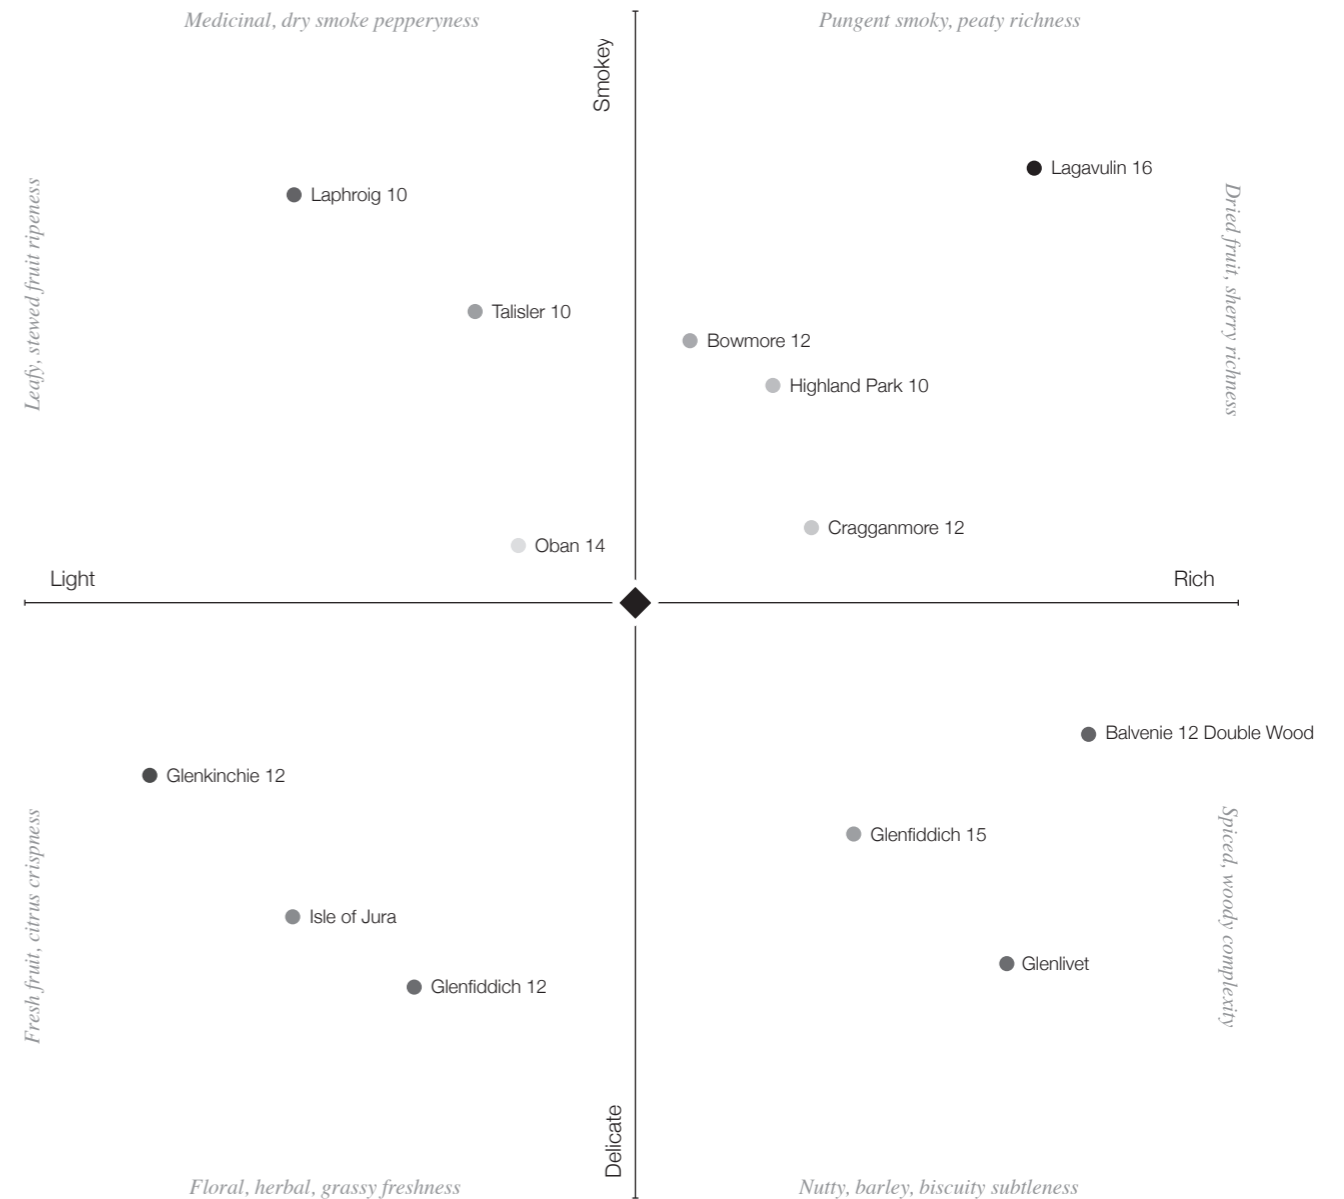 Medicinal, dry smoke pepperyness
Pungent smoky, peaty richness
Smokey
Lagavulin 16
Laphroig 10
Leafy, stewed fruit ripeness
Dried fruit, sherry richness
Talisler 10
Bowmore 12
Highland Park 10
Cragganmore 12
Oban 14
Light
Rich
Balvenie 12 Double Wood
Glenkinchie 12
Glenfiddich 15
Fresh fruit, citrus crispness
Spiced, woody complexity
Isle of Jura
Glenlivet
Glenfiddich 12
Delicate
Floral, herbal, grassy freshness
Nutty, barley, biscuity subtleness